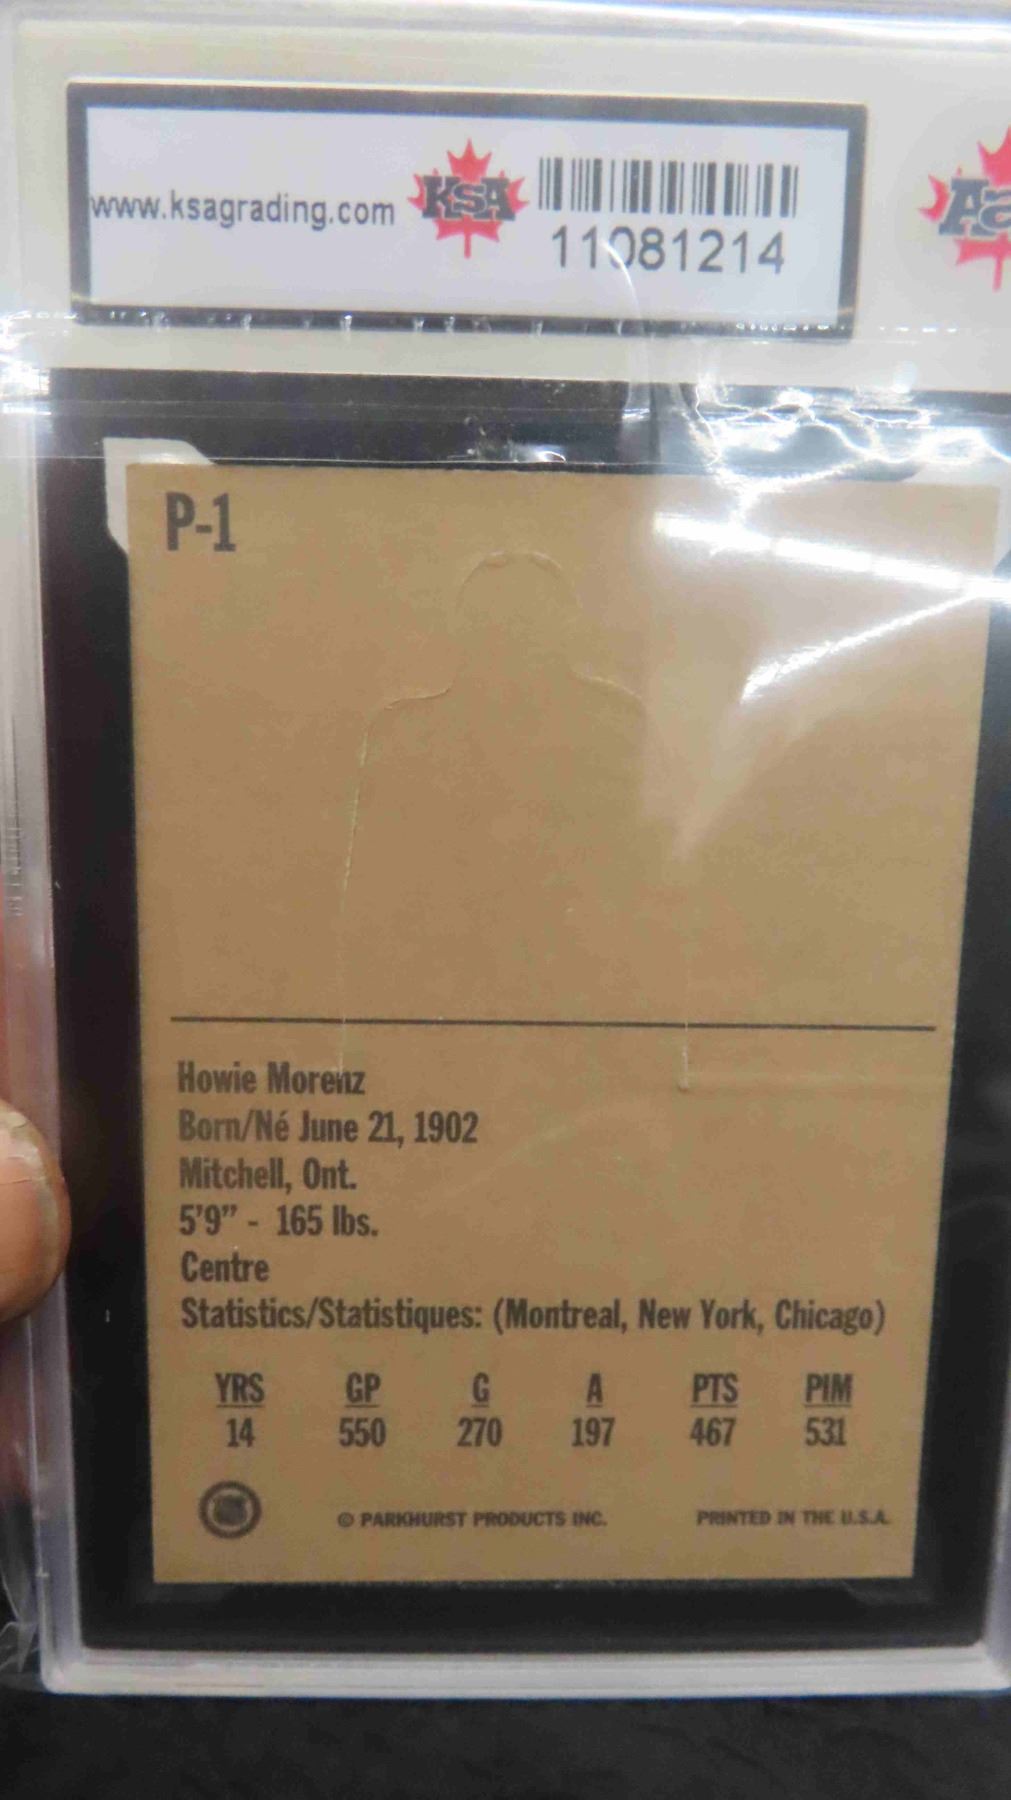 www.ksagrading.com
KSA
11081214
P-1
Howie Morenz
Born/Né June 21, 1902
Mitchell, Ont.
5'9" - 165 lbs.
Centre
Statistics/Statistiques: (Montreal, New York, Chicago)
YRS GP G A PTS PIM
14 550 270 197 467 531
© PARKHURST PRODUCTS INC. PRINTED IN THE U.S.A.